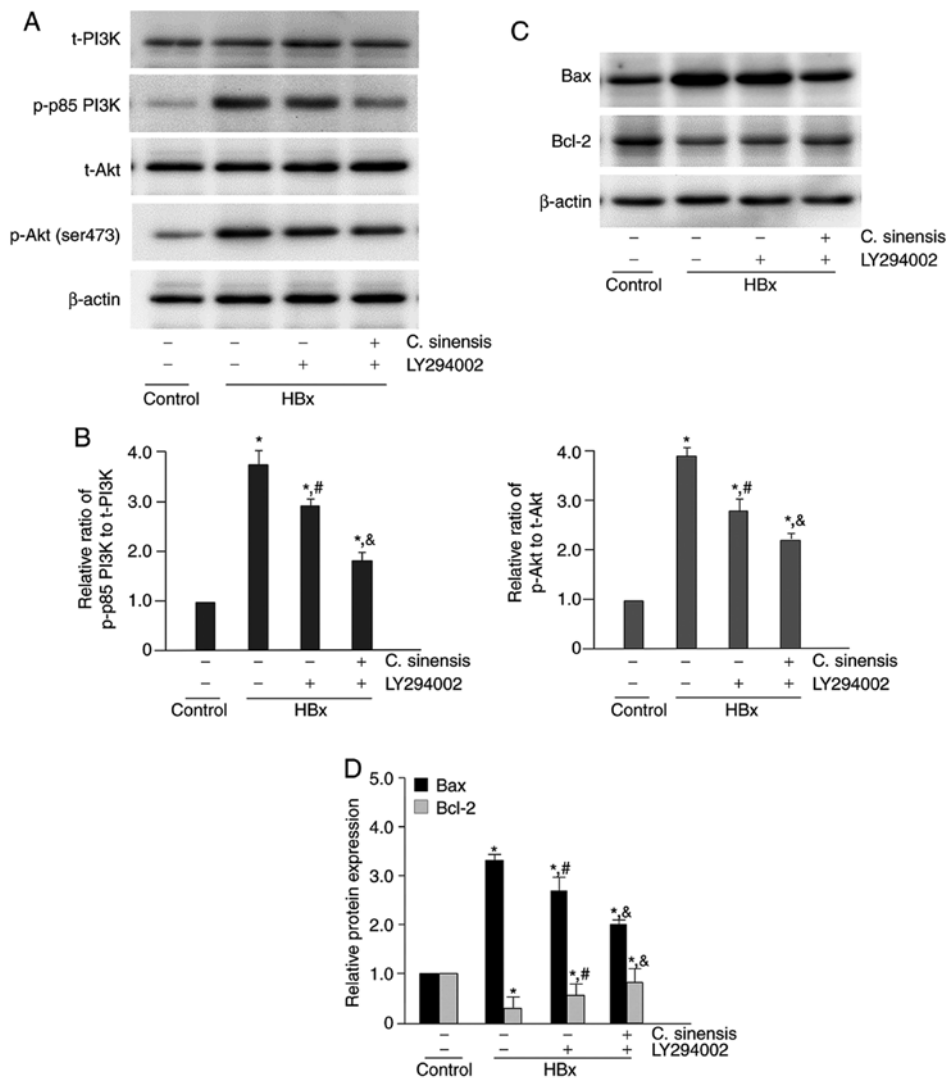 A
t-PI3K
p-p85 PI3K
t-Akt
p-Akt (ser473)
β-actin
– – – + C. sinensis
– – + + LY294002
Control HBx
C
Bax
Bcl-2
β-actin
– – – + C. sinensis
– – + + LY294002
Control HBx
B
Relative ratio of
p-p85 PI3K to t-PI3K
4.0
3.0
2.0
1.0
0
*
*,#
*,&
– – – + C. sinensis
– – + + LY294002
Control HBx
Relative ratio of
p-Akt to t-Akt
4.0
3.0
2.0
1.0
0
*
*,#
*,&
– – – + C. sinensis
– – + + LY294002
Control HBx
D
Relative protein expression
5.0
4.0
3.0
2.0
1.0
0
Bax
Bcl-2
*
*
*,#
*,#
*,&
*,&
– – – + C. sinensis
– – + + LY294002
Control HBx